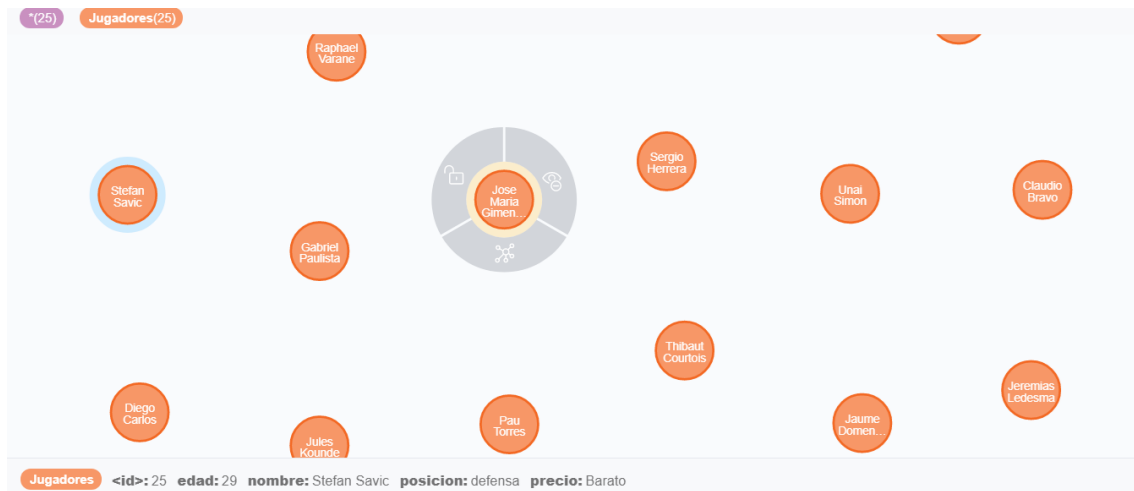 *(25) Jugadores(25)
Raphael
Varane
Sergio
Herrera
Stefan
Savic
Jose
Maria
Gimen...
Unai
Simon
Claudio
Bravo
Gabriel
Paulista
Thibaut
Courtois
Diego
Carlos
Jules
Kounde
Pau
Torres
Jaume
Domen...
Jeremias
Ledesma
Jugadores <id>: 25 edad: 29 nombre: Stefan Savic posicion: defensa precio: Barato